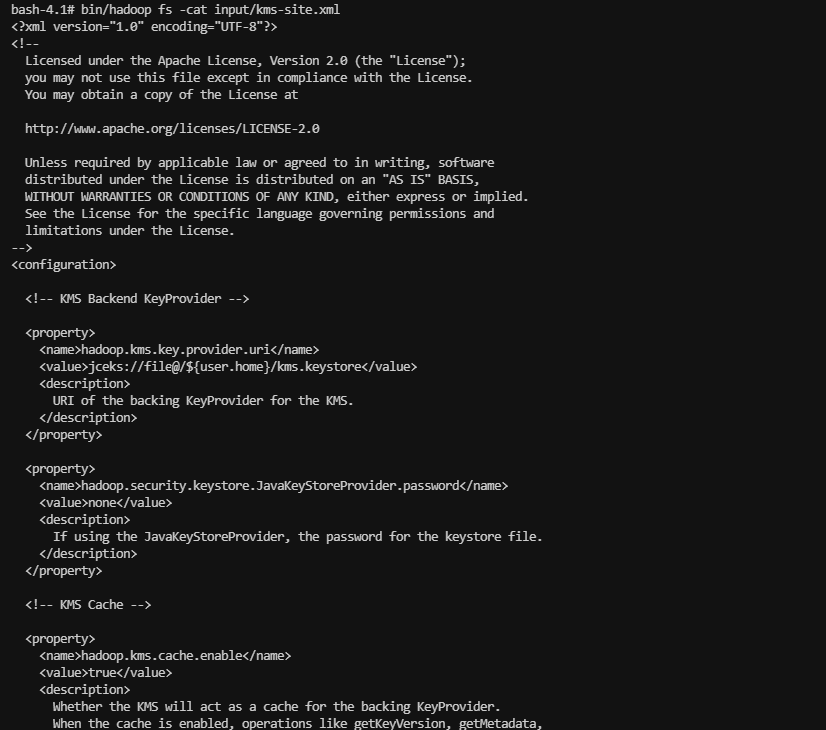 bash-4.1# bin/hadoop fs -cat input/kms-site.xml
<?xml version="1.0" encoding="UTF-8"?>
<!--
  Licensed under the Apache License, Version 2.0 (the "License");
  you may not use this file except in compliance with the License.
  You may obtain a copy of the License at

  http://www.apache.org/licenses/LICENSE-2.0

  Unless required by applicable law or agreed to in writing, software
  distributed under the License is distributed on an "AS IS" BASIS,
  WITHOUT WARRANTIES OR CONDITIONS OF ANY KIND, either express or implied.
  See the License for the specific language governing permissions and
  limitations under the License.
-->
<configuration>

  <!-- KMS Backend KeyProvider -->

  <property>
    <name>hadoop.kms.key.provider.uri</name>
    <value>jceks://file@/${user.home}/kms.keystore</value>
    <description>
      URI of the backing KeyProvider for the KMS.
    </description>
  </property>

  <property>
    <name>hadoop.security.keystore.JavaKeyStoreProvider.password</name>
    <value>none</value>
    <description>
      If using the JavaKeyStoreProvider, the password for the keystore file.
    </description>
  </property>

  <!-- KMS Cache -->

  <property>
    <name>hadoop.kms.cache.enable</name>
    <value>true</value>
    <description>
      Whether the KMS will act as a cache for the backing KeyProvider.
      When the cache is enabled, operations like getKeyVersion, getMetadata,